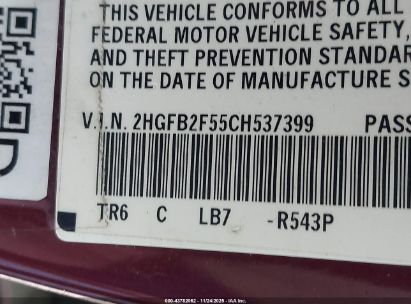 THIS VEHICLE CONFORMS TO ALL
FEDERAL MOTOR VEHICLE SAFETY,
AND THEFT PREVENTION STANDAR
ON THE DATE OF MANUFACTURE S
V.I.N. 2HGFB2F55CH537399 PASS
TR6 C LB7 -R543P